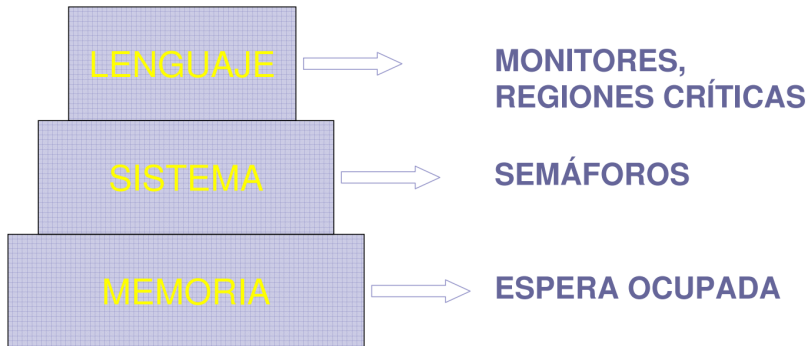 LENGUAJE
MONITORES,
REGIONES CRÍTICAS
SISTEMA
SEMÁFOROS
MEMORIA
ESPERA OCUPADA